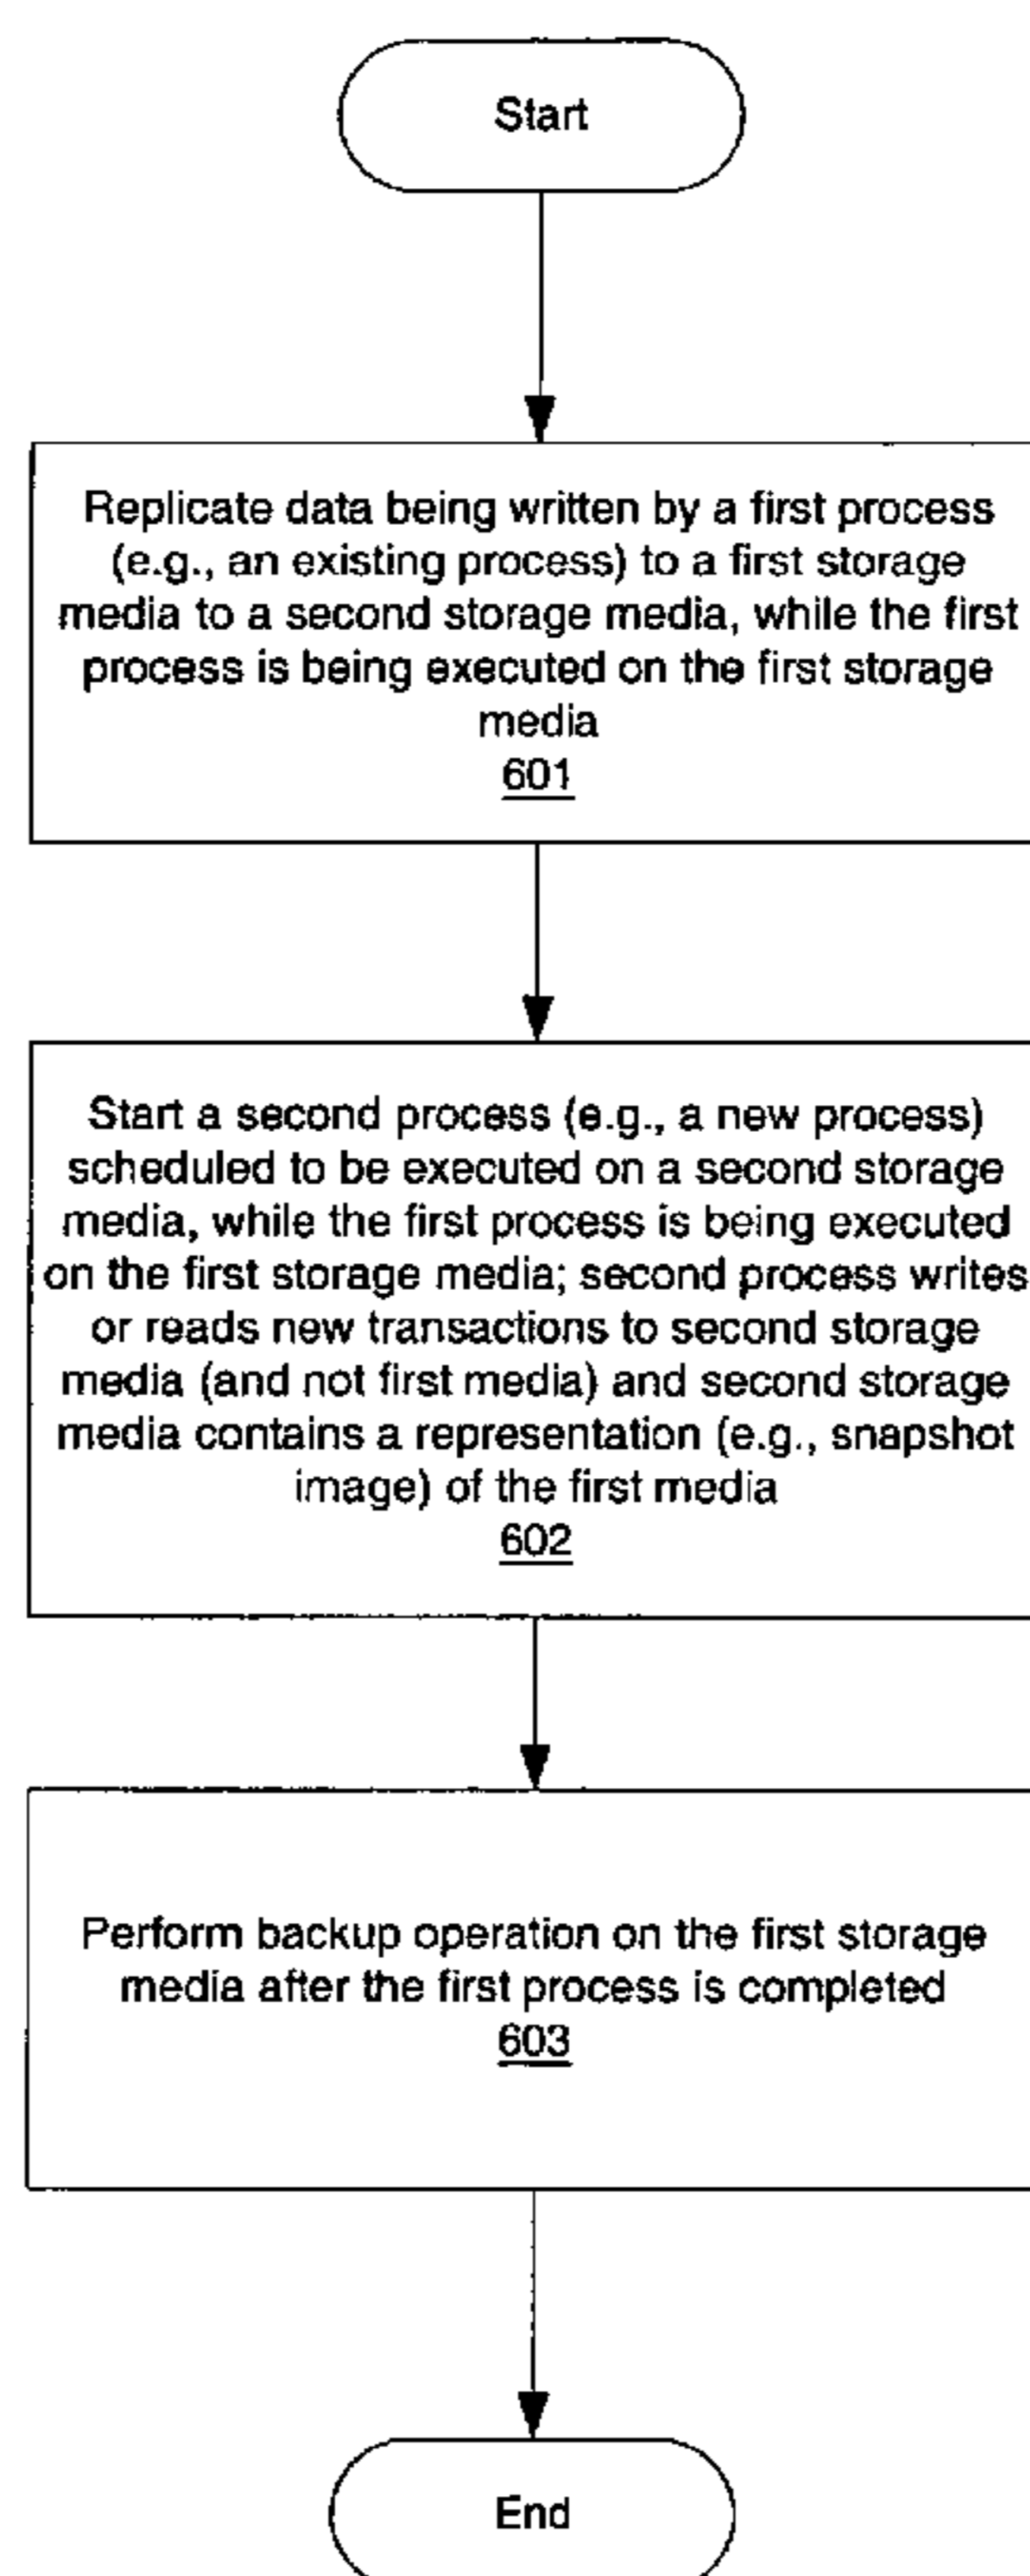 Start
Replicate data being written by a first process
(e.g., an existing process) to a first storage
media to a second storage media, while the first
process is being executed on the first storage
media
601
Start a second process (e.g., a new process)
scheduled to be executed on a second storage
media, while the first process is being executed
on the first storage media; second process writes
or reads new transactions to second storage
media (and not first media) and second storage
media contains a representation (e.g., snapshot
image) of the first media
602
Perform backup operation on the first storage
media after the first process is completed
603
End